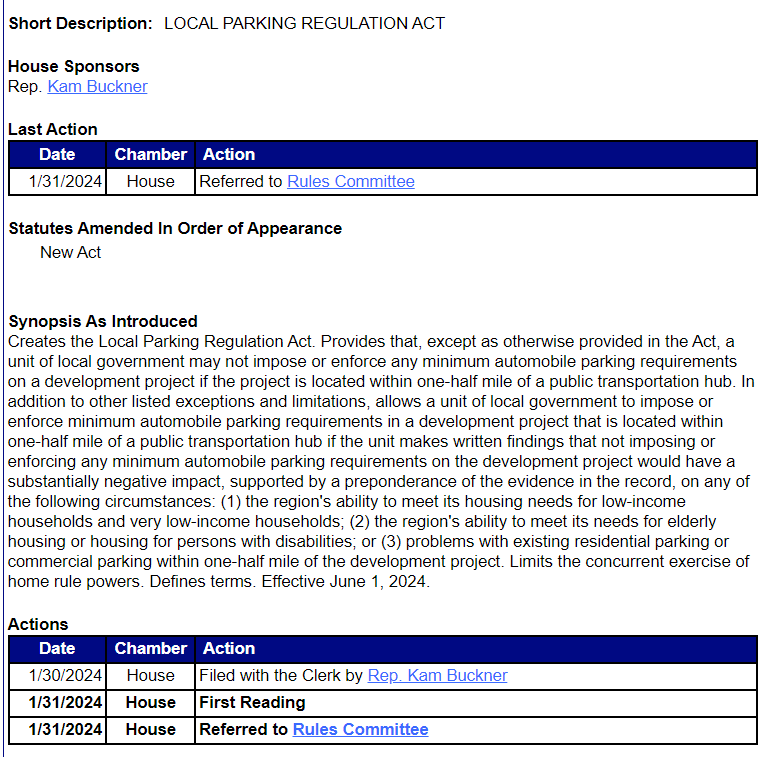 Short Description: LOCAL PARKING REGULATION ACT
House Sponsors
Rep. Kam Buckner
Last Action
Date Chamber Action
1/31/2024 House Referred to Rules Committee
Statutes Amended In Order of Appearance
New Act
Synopsis As Introduced
Creates the Local Parking Regulation Act. Provides that, except as otherwise provided in the Act, a
unit of local government may not impose or enforce any minimum automobile parking requirements
on a development project if the project is located within one-half mile of a public transportation hub. In
addition to other listed exceptions and limitations, allows a unit of local government to impose or
enforce minimum automobile parking requirements in a development project that is located within
one-half mile of a public transportation hub if the unit makes written findings that not imposing or
enforcing any minimum automobile parking requirements on the development project would have a
substantially negative impact, supported by a preponderance of the evidence in the record, on any of
the following circumstances: (1) the region's ability to meet its housing needs for low-income
households and very low-income households; (2) the region's ability to meet its needs for elderly
housing or housing for persons with disabilities; or (3) problems with existing residential parking or
commercial parking within one-half mile of the development project. Limits the concurrent exercise of
home rule powers. Defines terms. Effective June 1, 2024.
Actions
Date Chamber Action
1/30/2024 House Filed with the Clerk by Rep. Kam Buckner
1/31/2024 House First Reading
1/31/2024 House Referred to Rules Committee